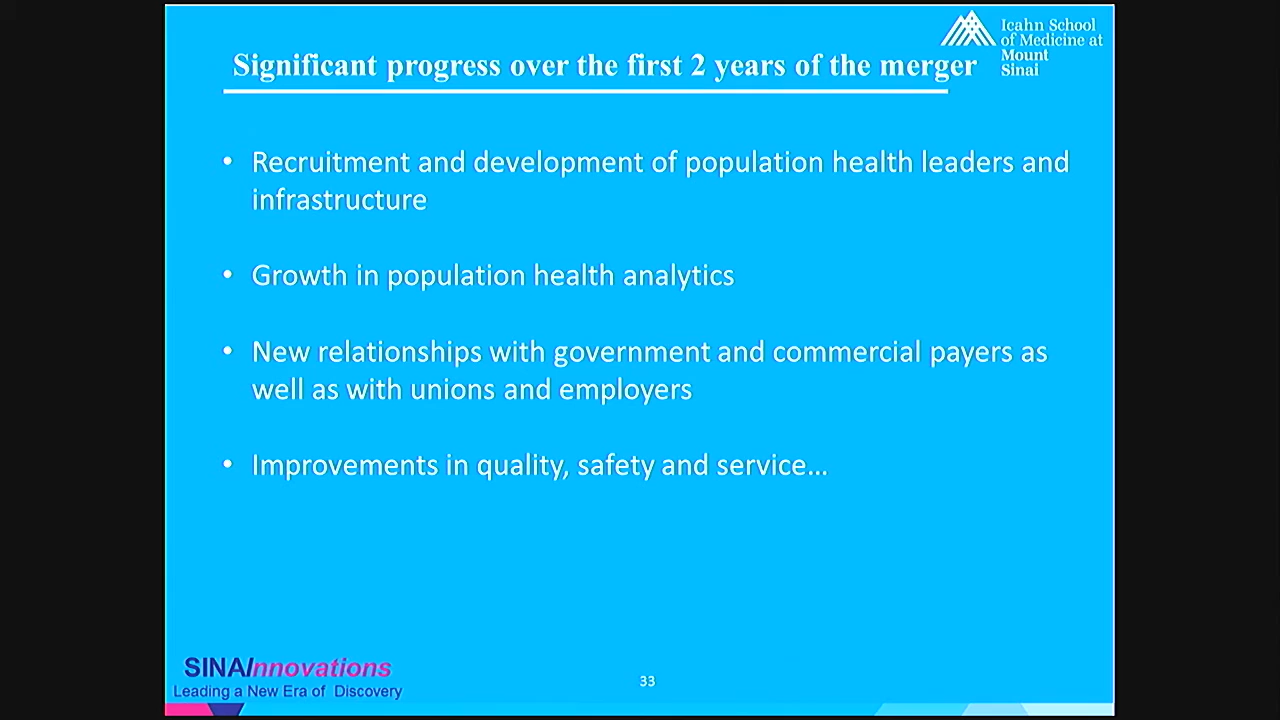 Icahn School
of Medicine at
Mount
Sinai
Significant progress over the first 2 years of the merger
• Recruitment and development of population health leaders and
infrastructure
• Growth in population health analytics
• New relationships with government and commercial payers as
well as with unions and employers
• Improvements in quality, safety and service...
SINAInnovations
Leading a New Era of Discovery
33